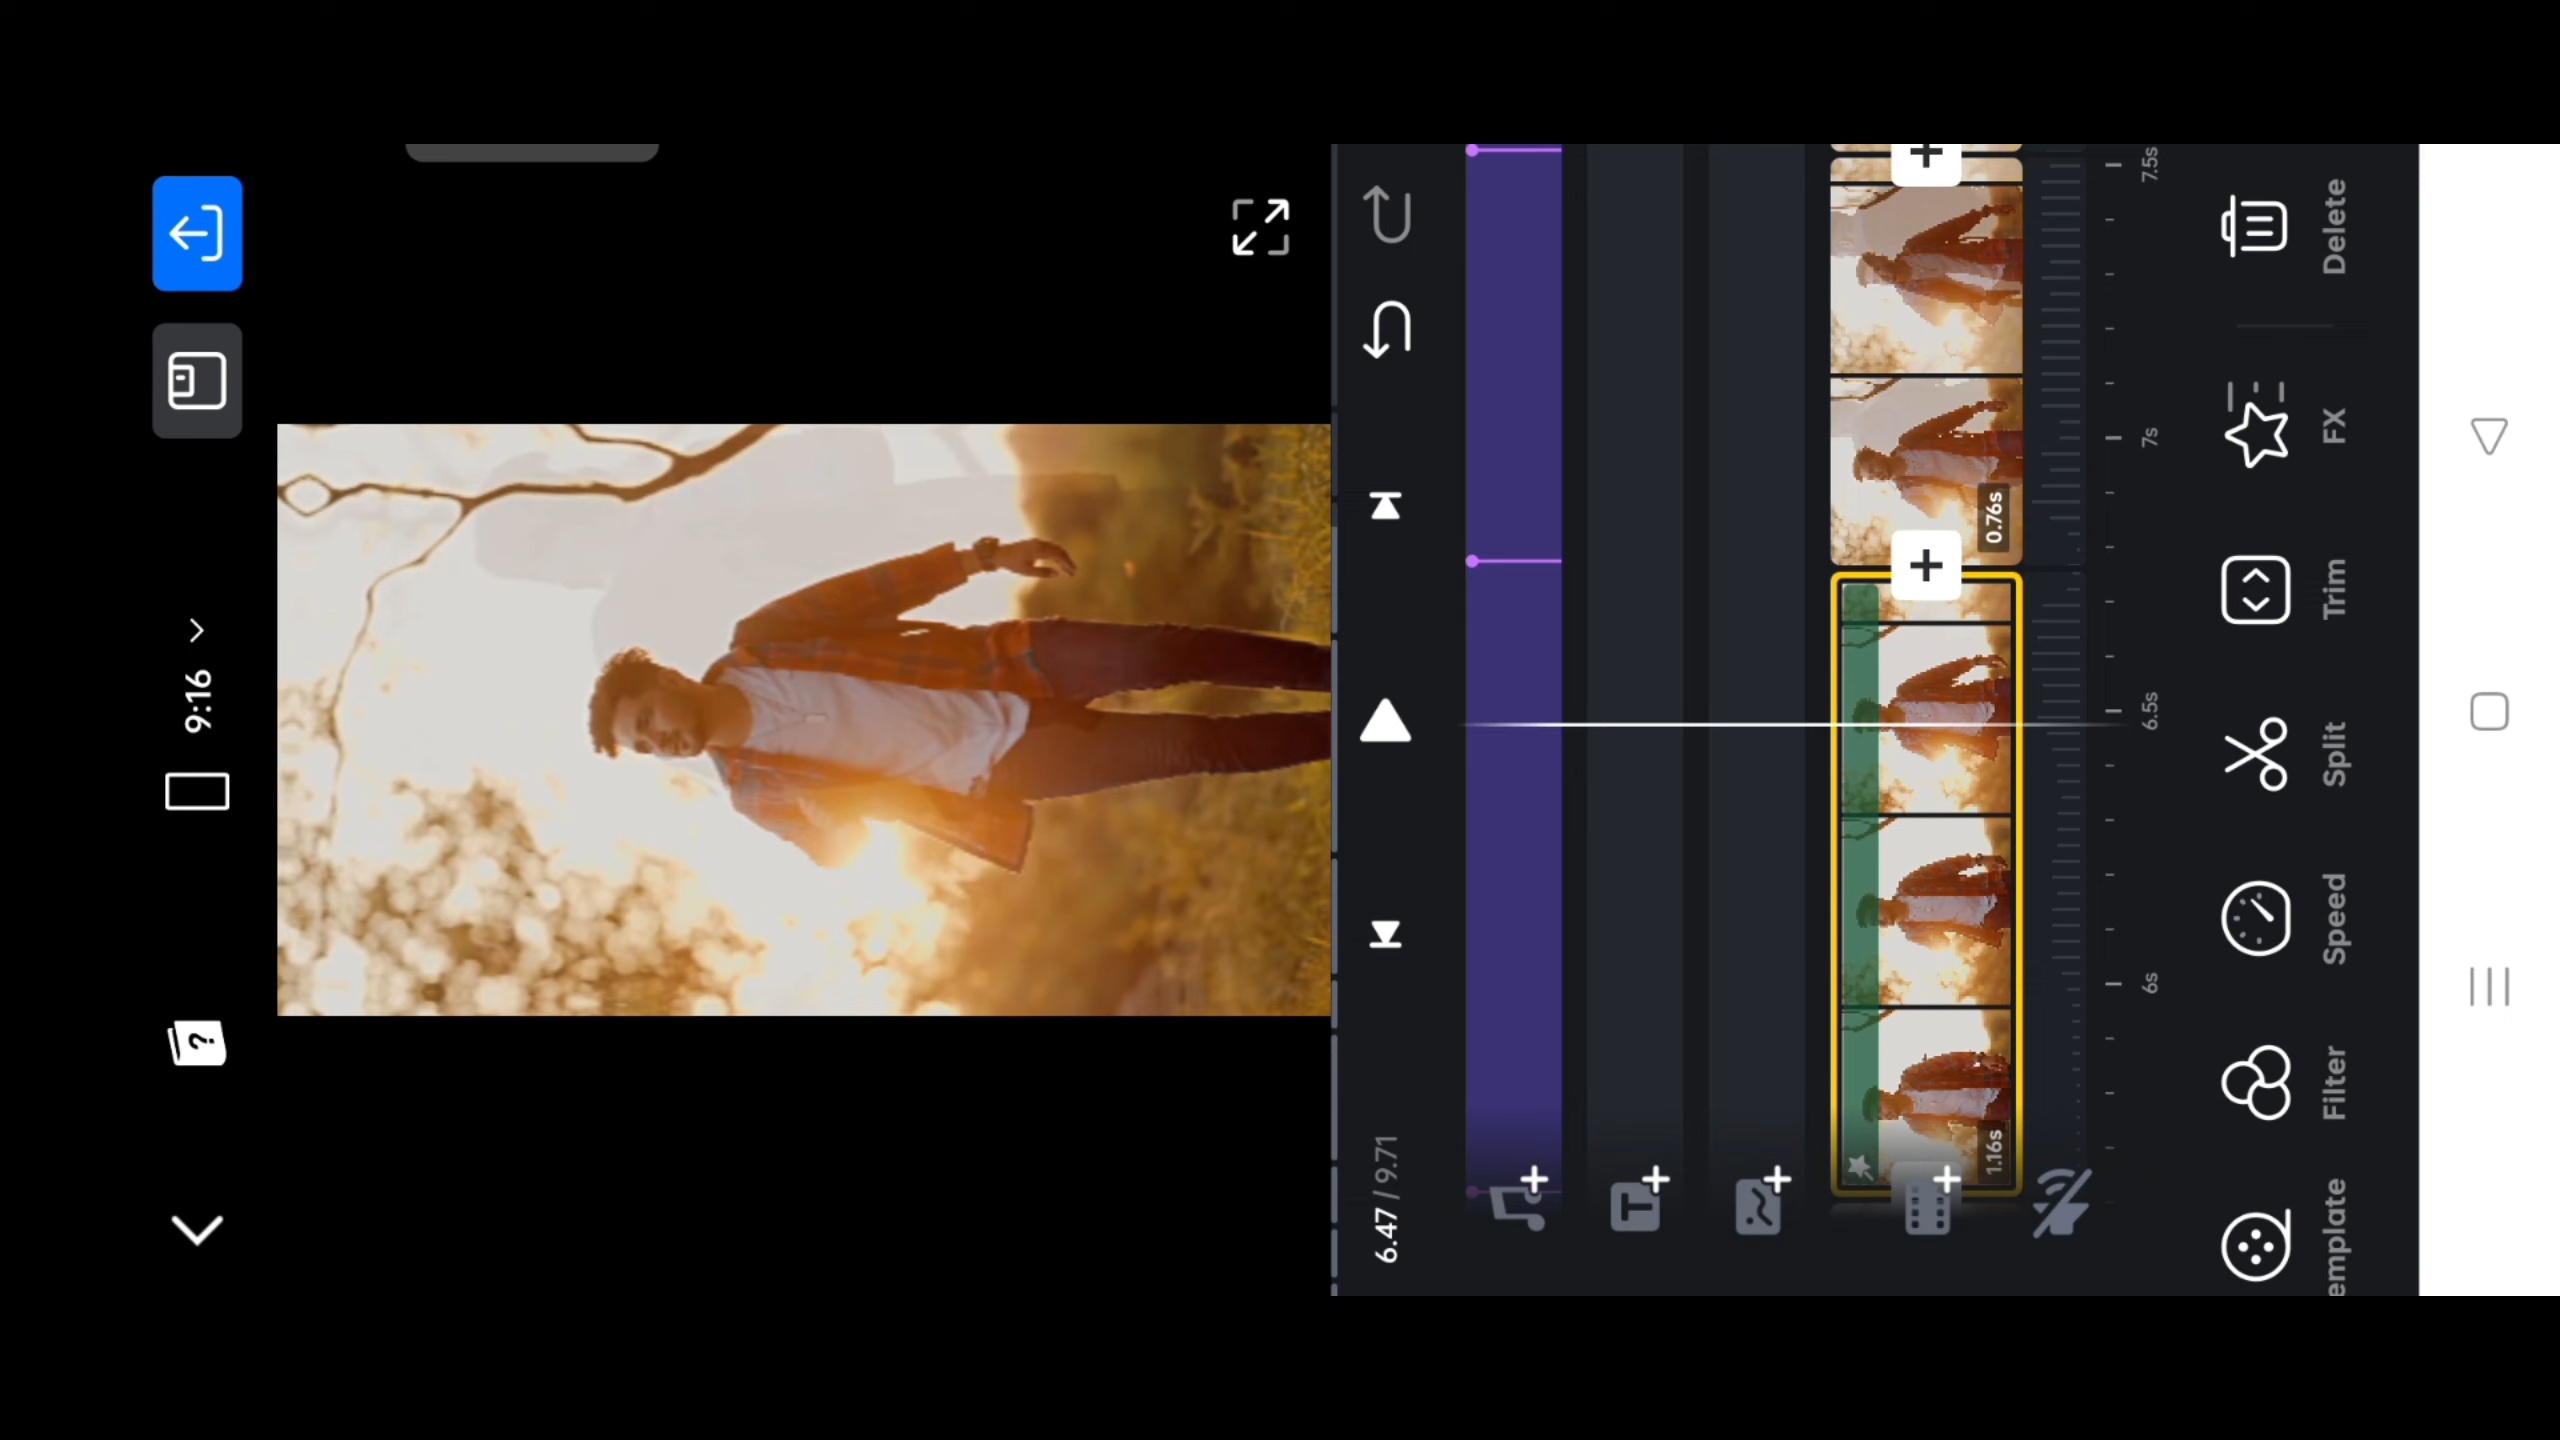 9:16
6.47 / 9.71
1.16s
0.76s
6s
6.5s
7s
7.5s
emplate
Filter
Speed
Split
Trim
FX
Delete